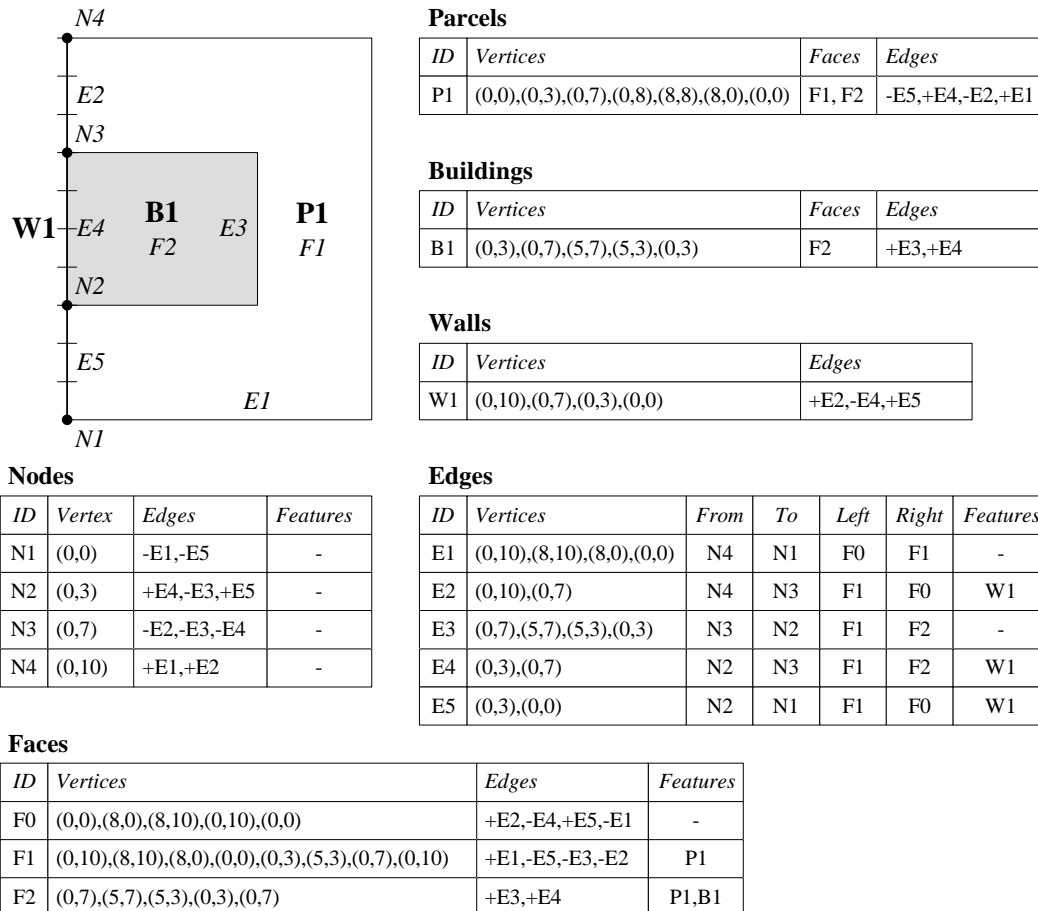 N4
E2
N3
W1
E4
B1
F2
E3
P1
F1
N2
E5
E1
N1
Parcels
ID Vertices Faces Edges
P1 (0,0),(0,3),(0,7),(0,8),(8,8),(8,0),(0,0) F1, F2 -E5,+E4,-E2,+E1
Buildings
ID Vertices Faces Edges
B1 (0,3),(0,7),(5,7),(5,3),(0,3) F2 +E3,+E4
Walls
ID Vertices Edges
W1 (0,10),(0,7),(0,3),(0,0) +E2,-E4,+E5
Nodes
ID Vertex Edges Features
N1 (0,0) -E1,-E5 -
N2 (0,3) +E4,-E3,+E5 -
N3 (0,7) -E2,-E3,-E4 -
N4 (0,10) +E1,+E2 -
Edges
ID Vertices From To Left Right Features
E1 (0,10),(8,10),(8,0),(0,0) N4 N1 F0 F1 -
E2 (0,10),(0,7) N4 N3 F1 F0 W1
E3 (0,7),(5,7),(5,3),(0,3) N3 N2 F1 F2 -
E4 (0,3),(0,7) N2 N3 F1 F2 W1
E5 (0,3),(0,0) N2 N1 F1 F0 W1
Faces
ID Vertices Edges Features
F0 (0,0),(8,0),(8,10),(0,10),(0,0) +E2,-E4,+E5,-E1 -
F1 (0,10),(8,10),(8,0),(0,0),(0,3),(5,3),(0,7),(0,10) +E1,-E5,-E3,-E2 P1
F2 (0,7),(5,7),(5,3),(0,3),(0,7) +E3,+E4 P1,B1